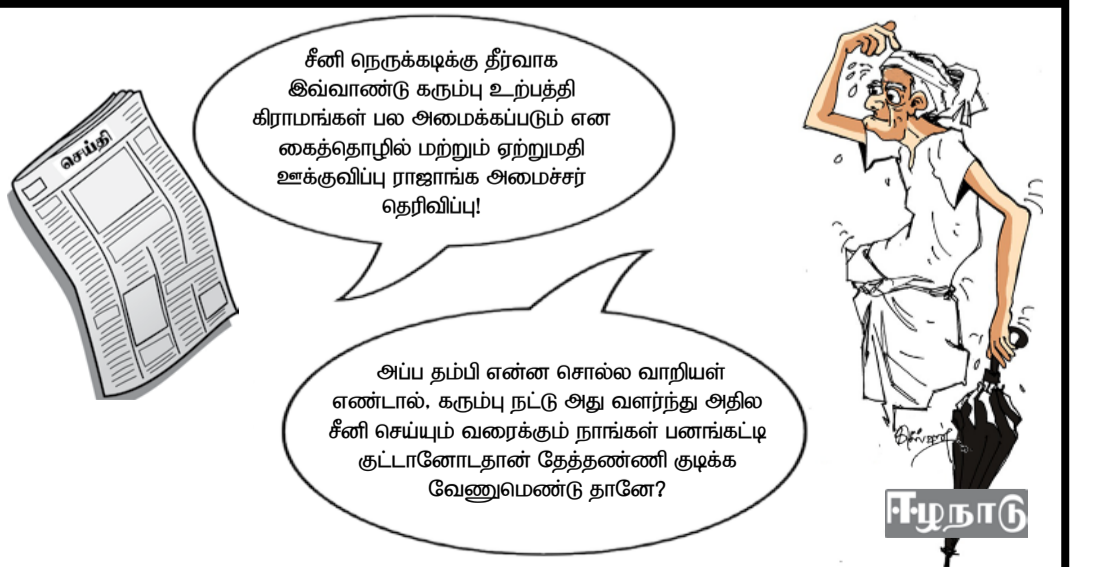 செய்தி
சீனி நெருக்கடிக்கு தீர்வாக
இவ்வாண்டு கரும்பு உற்பத்தி
கிராமங்கள் பல அமைக்கப்படும் என
கைத்தொழில் மற்றும் ஏற்றுமதி
ஊக்குவிப்பு ராஜாங்க அமைச்சர்
தெரிவிப்பு!
அப்ப தம்பி என்ன சொல்ல வாறியள்
எண்டால், கரும்பு நட்டு அது வளர்ந்து அதில
சீனி செய்யும் வரைக்கும் நாங்கள் பனங்கட்டி
குட்டானோடதான் தேத்தண்ணி குடிக்க
வேணுமெண்டு தானே?
ஈழநாடு